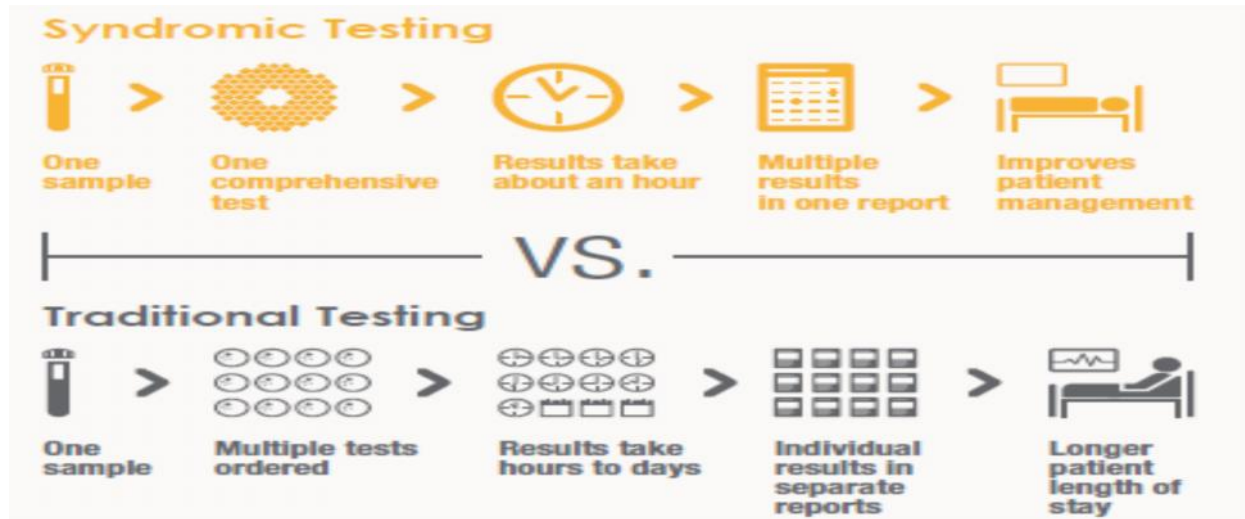 Syndromic Testing
One
sample
One
comprehensive
test
Results take
about an hour
Multiple
results
in one report
Improves
patient
management
VS.
Traditional Testing
One
sample
Multiple tests
ordered
Results take
hours to days
Individual
results in
separate
reports
Longer
patient
length of
stay